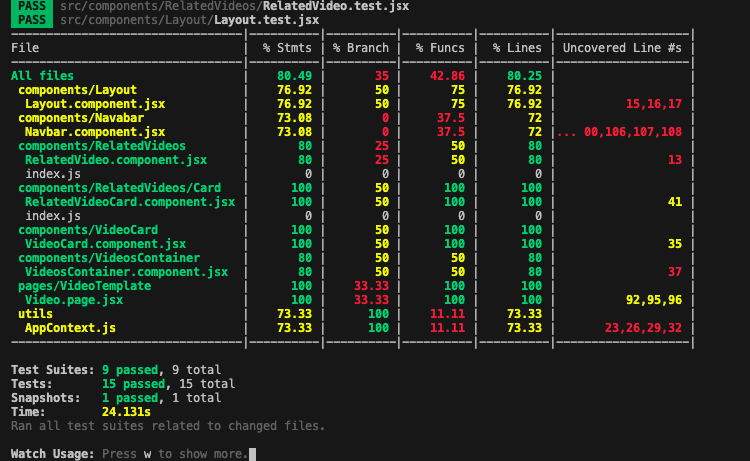 PASS src/components/RelatedVideos/RelatedVideo.test.jsx
PASS src/components/Layout/Layout.test.jsx
File | % Stmts | % Branch | % Funcs | % Lines | Uncovered Line #s |
All files | 80.49 | 35 | 42.86 | 80.25 | |
components/Layout | 76.92 | 50 | 75 | 76.92 | |
Layout.component.jsx | 76.92 | 50 | 75 | 76.92 | 15,16,17 |
components/Navabar | 73.08 | 0 | 37.5 | 72 | |
Navbar.component.jsx | 73.08 | 0 | 37.5 | 72 |... 00,106,107,108 |
components/RelatedVideos | 80 | 25 | 50 | 80 | |
RelatedVideo.component.jsx | 80 | 25 | 50 | 80 | 13 |
index.js | 0 | 0 | 0 | 0 | |
components/RelatedVideos/Card | 100 | 50 | 100 | 100 | |
RelatedVideoCard.component.jsx | 100 | 50 | 100 | 100 | 41 |
index.js | 0 | 0 | 0 | 0 | |
components/VideoCard | 100 | 50 | 100 | 100 | |
VideoCard.component.jsx | 100 | 50 | 100 | 100 | 35 |
components/VideosContainer | 80 | 50 | 50 | 80 | |
VideosContainer.component.jsx | 80 | 50 | 50 | 80 | 37 |
pages/VideoTemplate | 100 | 33.33 | 100 | 100 | |
Video.page.jsx | 100 | 33.33 | 100 | 100 | 92,95,96 |
utils | 73.33 | 100 | 11.11 | 73.33 | |
AppContext.js | 73.33 | 100 | 11.11 | 73.33 | 23,26,29,32 |
Test Suites: 9 passed, 9 total
Tests: 15 passed, 15 total
Snapshots: 1 passed, 1 total
Time: 24.131s
Ran all test suites related to changed files.
Watch Usage: Press w to show more.